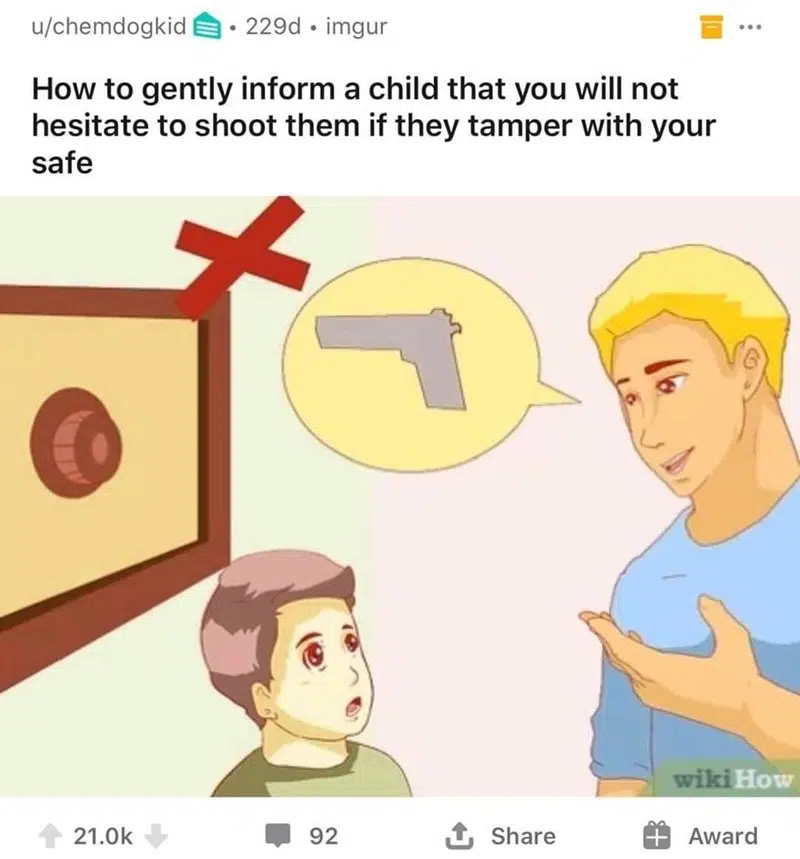 u/chemdogkid • 229d • imgur
How to gently inform a child that you will not
hesitate to shoot them if they tamper with your
safe
wikiHow
21.0k 92 Share Award